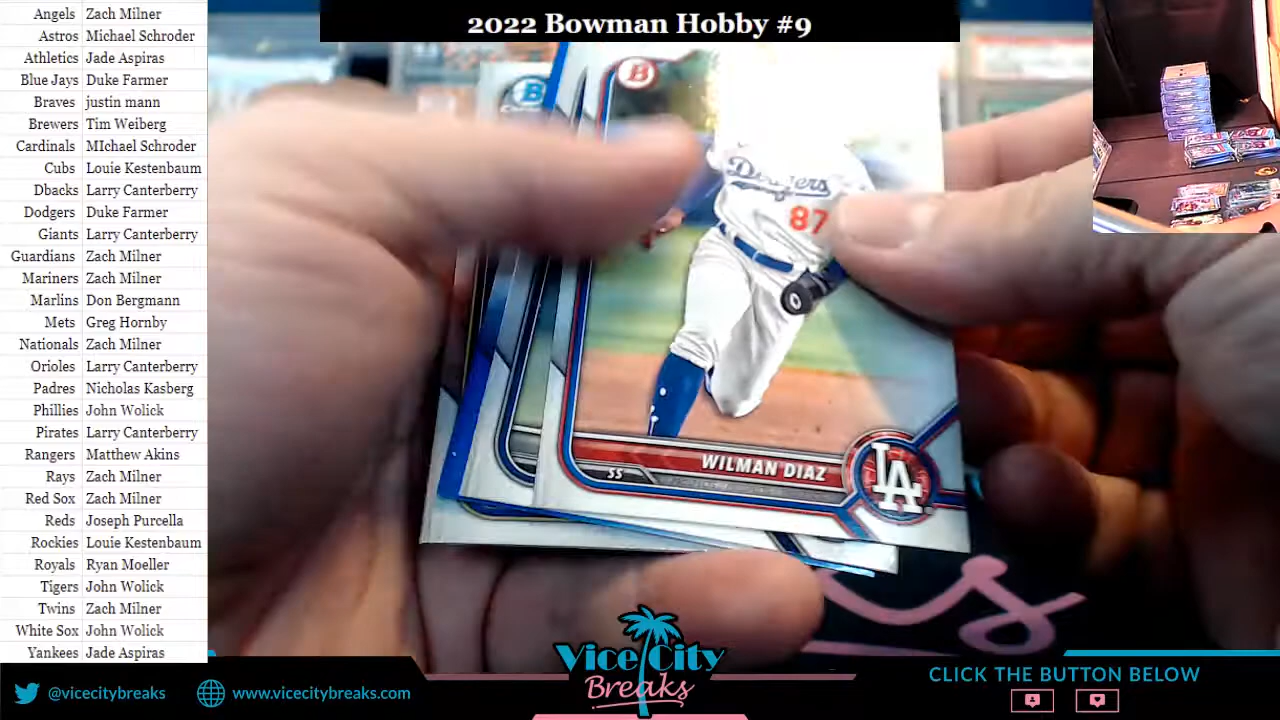 2022 Bowman Hobby #9
Angels Zach Milner
Astros Michael Schroder
Athletics Jade Aspiras
Blue Jays Duke Farmer
Braves justin mann
Brewers Tim Weiberg
Cardinals MIchael Schroder
Cubs Louie Kestenbaum
Dbacks Larry Canterberry
Dodgers Duke Farmer
Giants Larry Canterberry
Guardians Zach Milner
Mariners Zach Milner
Marlins Don Bergmann
Mets Greg Hornby
Nationals Zach Milner
Orioles Larry Canterberry
Padres Nicholas Kasberg
Phillies John Wolick
Pirates Larry Canterberry
Rangers Matthew Akins
Rays Zach Milner
Red Sox Zach Milner
Reds Joseph Purcella
Rockies Louie Kestenbaum
Royals Ryan Moeller
Tigers John Wolick
Twins Zach Milner
White Sox John Wolick
Yankees Jade Aspiras
B
B
Dodgers
87
WILMAN DIAZ
SS
LA
Vice City
Breaks
@vicecitybreaks
www.vicecitybreaks.com
CLICK THE BUTTON BELOW